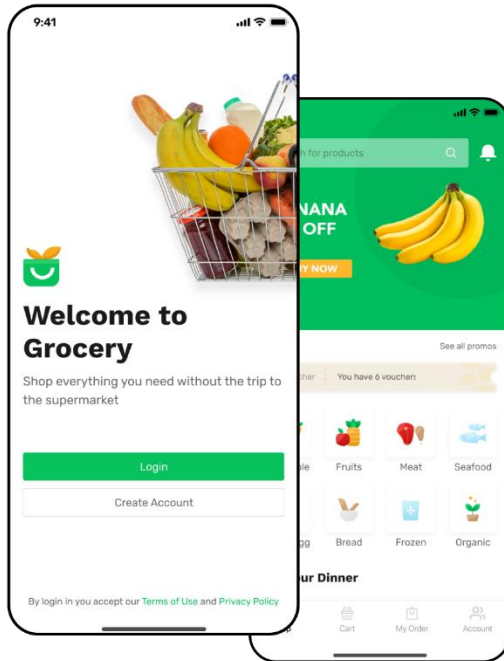 9:41
Welcome to
Grocery
Shop everything you need without the trip to
the supermarket
Login
Create Account
By login in you accept our Terms of Use and Privacy Policy
for products
OFF
NOW
See all promos
You have 6 vouchers
Fruits
Meat
Seafood
Bread
Frozen
Organic
Dinner
Cart
My Order
Account